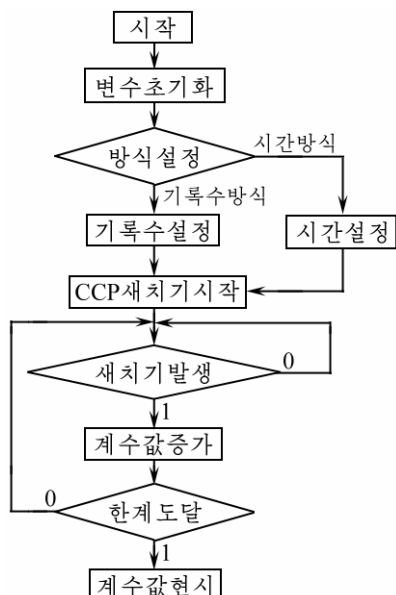 시작
변수초기화
방식설정
시간방식
기록수방식
기록수설정
시간설정
CCP새치기시작
새치기발생
0
1
계수값증가
0
한계도달
1
계수값현시